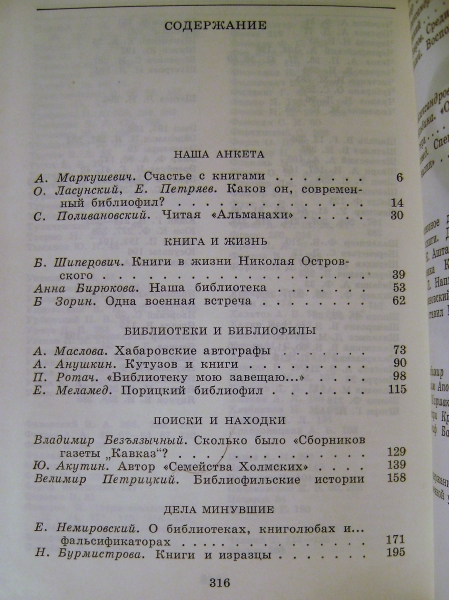 СОДЕРЖАНИЕ
НАША АНКЕТА
А. Маркушевич. Счастье с книгами . . . . . . . 6
О. Ласунский, Е. Петряев. Каков он, современ-
ный библиофил? . . . . . . . . . . . 14
С. Поливановский. Читая «Альманахи» . . . . . 30
КНИГА И ЖИЗНЬ
Б. Шиперович. Книги в жизни Николая Остров-
ского . . . . . . . . . . . . . . . 39
Анна Бирюкова. Наша библиотека . . . . . . 53
Б Зорин. Одна военная встреча . . . . . . . 62
БИБЛИОТЕКИ И БИБЛИОФИЛЫ
А. Маслова. Хабаровские автографы . . . . . . 73
А. Анушкин. Кутузов и книги . . . . . . . . 90
П. Ротач. «Библиотеку мою завещаю...» . . . . . 98
Е. Меламед. Порицкий библиофил . . . . . . . 115
ПОИСКИ И НАХОДКИ
Владимир Безъязычный. Сколько было «Сборников
газеты „Кавказ“? . . . . . . . . . . . 129
Ю. Акутин. Автор «Семейства Холмских» . . . . 139
Велимир Петрицкий. Библиофильские истории 158
ДЕЛА МИНУВШИЕ
Е. Немировский. О библиотеках, книголюбах и...
фальсификаторах . . . . . . . . . . . 171
Н. Бурмистрова. Книги и изразцы . . . . . . . 195
316